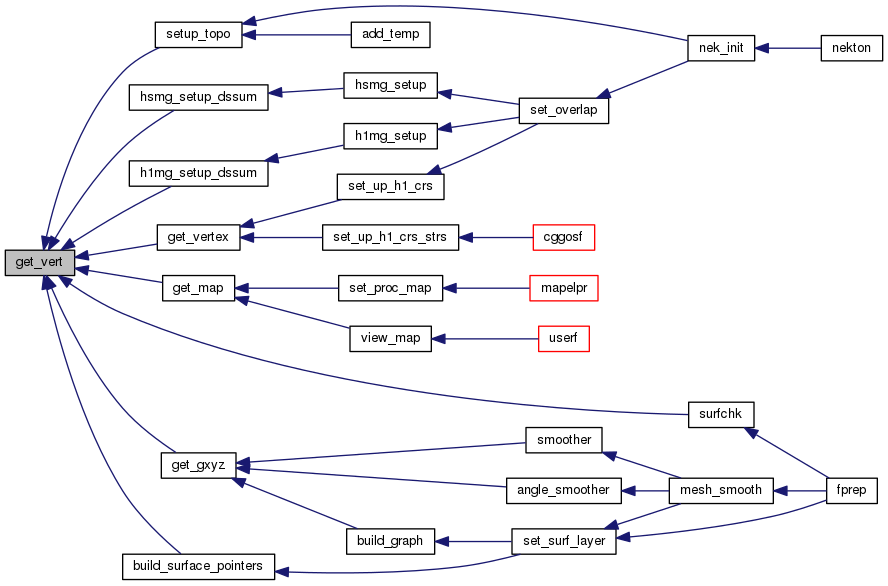 setup_topo
add_temp
nek_init
nekton
hsmg_setup_dssum
hsmg_setup
set_overlap
h1mg_setup
h1mg_setup_dssum
set_up_h1_crs
get_vertex
set_up_h1_crs_strs
cggosf
get_vert
get_map
set_proc_map
mapelpr
view_map
userf
surfchk
smoother
get_gxyz
angle_smoother
mesh_smooth
fprep
build_graph
set_surf_layer
build_surface_pointers